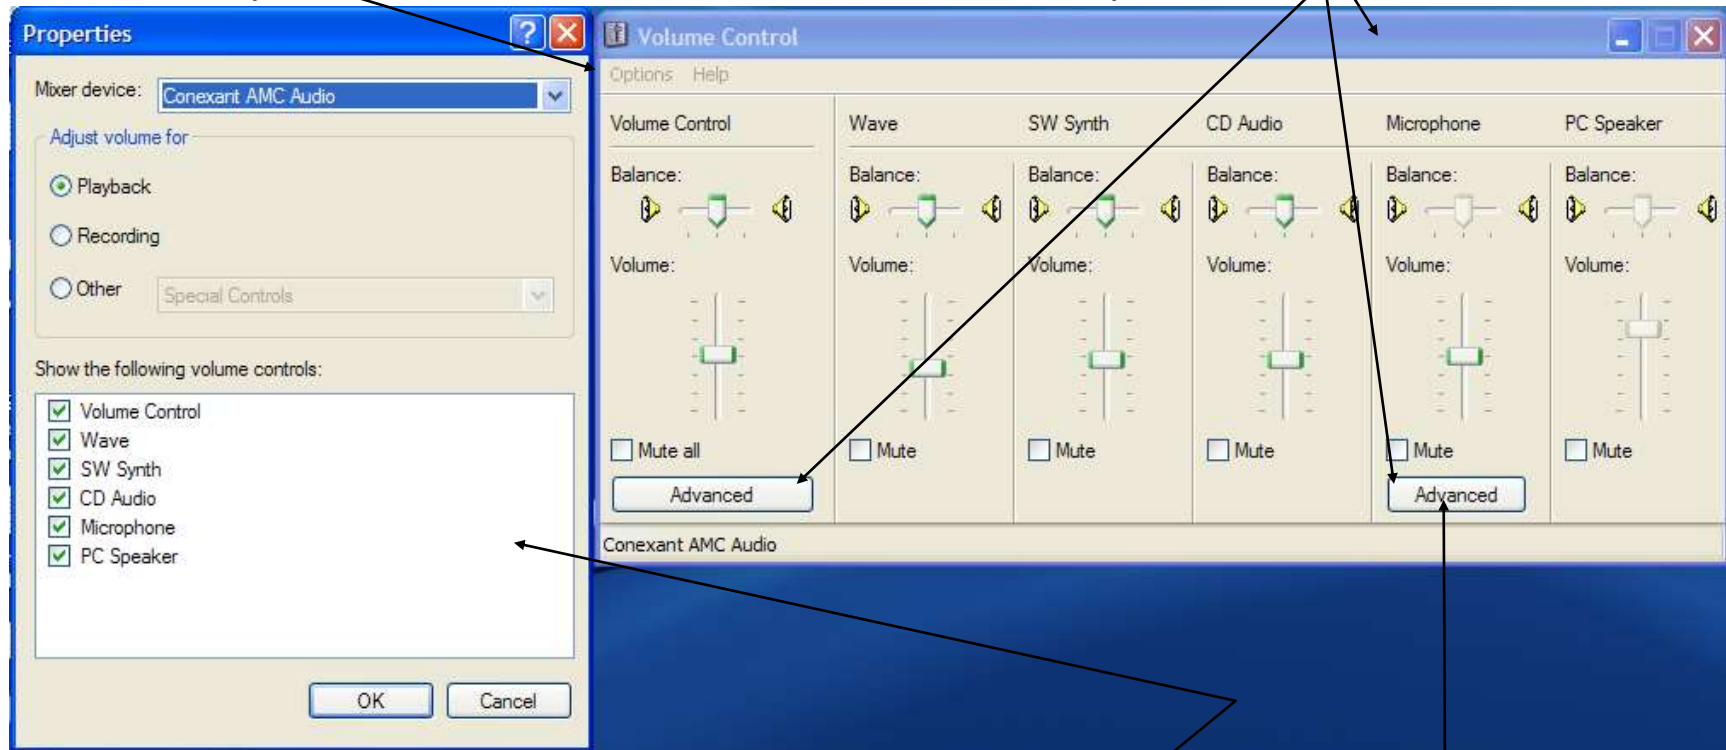 Properties
Mixer device: Conexant AMC Audio
Adjust volume for
Playback
Recording
Other Special Controls
Show the following volume controls:
Volume Control
Wave
SW Synth
CD Audio
Microphone
PC Speaker
OK Cancel
Volume Control
Options Help
Volume Control Wave SW Synth CD Audio Microphone PC Speaker
Balance: Balance: Balance: Balance: Balance: Balance:
Volume: Volume: Volume: Volume: Volume: Volume:
Mute all Mute Mute Mute Mute Mute
Advanced Advanced
Conexant AMC Audio